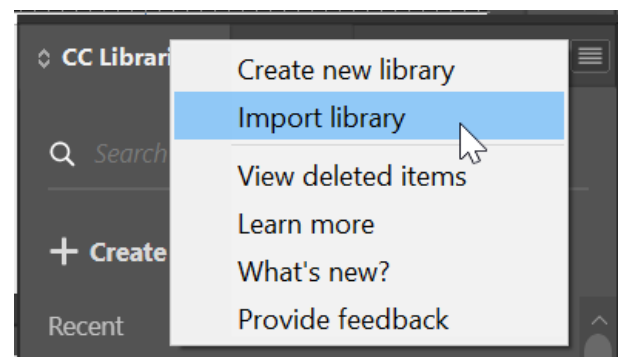 CC Librari
Create new library
Import library
Search
View deleted items
Learn more
+ Create
What's new?
Recent
Provide feedback